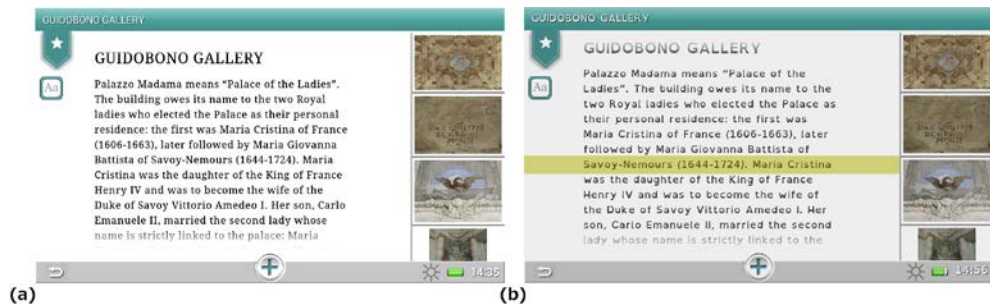 GUIDOBONO GALLERY
GUIDOBONO GALLERY
Aa
Palazzo Madama means “Palace of the Ladies”.
The building owes its name to the two Royal
ladies who elected the Palace as their personal
residence: the first was Maria Cristina of France
(1606-1663), later followed by Maria Giovanna
Battista of Savoy-Nemours (1644-1724). Maria
Cristina was the daughter of the King of France
Henry IV and was to become the wife of the
Duke of Savoy Vittorio Amedeo I. Her son, Carlo
Emanuele II, married the second lady whose
name is strictly linked to the palace: Maria
14:35
(a)
GUIDOBONO GALLERY
GUIDOBONO GALLERY
Aa
Palazzo Madama means “Palace of the
Ladies”. The building owes its name to the
two Royal ladies who elected the Palace as
their personal residence: the first was
Maria Cristina of France (1606-1663), later
followed by Maria Giovanna Battista of
Savoy-Nemours (1644-1724). Maria Cristina
was the daughter of the King of France
Henry IV and was to become the wife of
the Duke of Savoy Vittorio Amedeo I. Her
son, Carlo Emanuele II, married the second
lady whose name is strictly linked to the
14:56
(b)